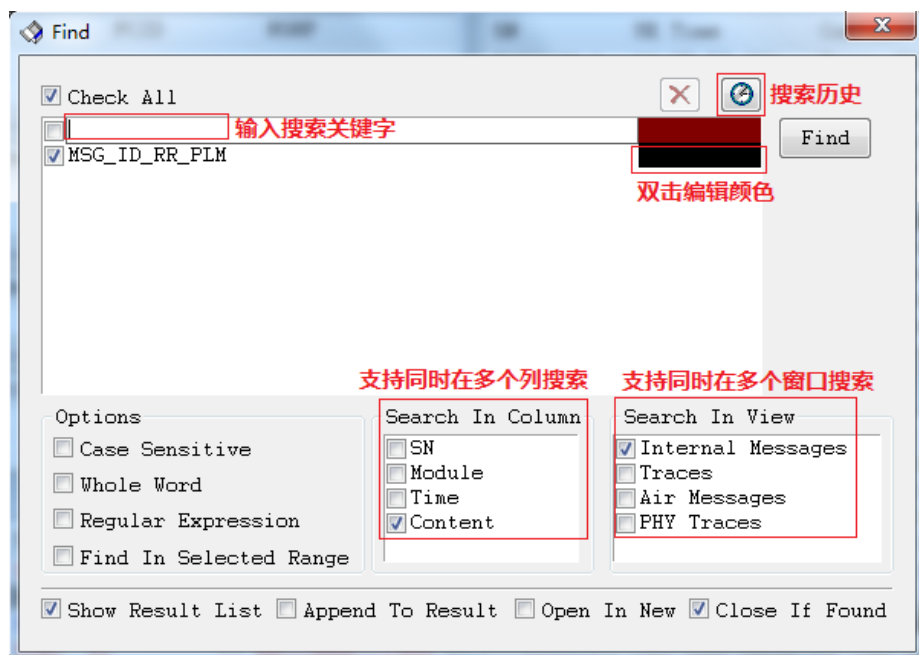 Find
Check All
搜索历史
输入搜索关键字
Find
MSG_ID_RR_PLM
双击编辑颜色
支持同时在多个列搜索
支持同时在多个窗口搜索
Options
Search In Column
Search In View
Case Sensitive
SN
Internal Messages
Whole Word
Module
Traces
Time
Air Messages
Regular Expression
Content
PHY Traces
Find In Selected Range
Show Result List Append To Result Open In New Close If Found